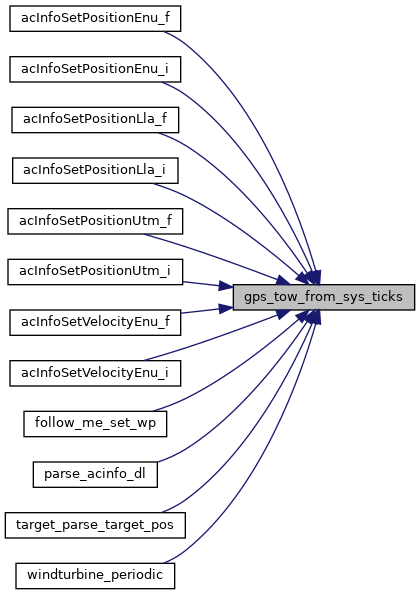 acInfoSetPositionEnu_f
acInfoSetPositionEnu_i
acInfoSetPositionLla_f
acInfoSetPositionLla_i
acInfoSetPositionUtm_f
acInfoSetPositionUtm_i
gps_tow_from_sys_ticks
acInfoSetVelocityEnu_f
acInfoSetVelocityEnu_i
follow_me_set_wp
parse_acinfo_dl
target_parse_target_pos
windturbine_periodic